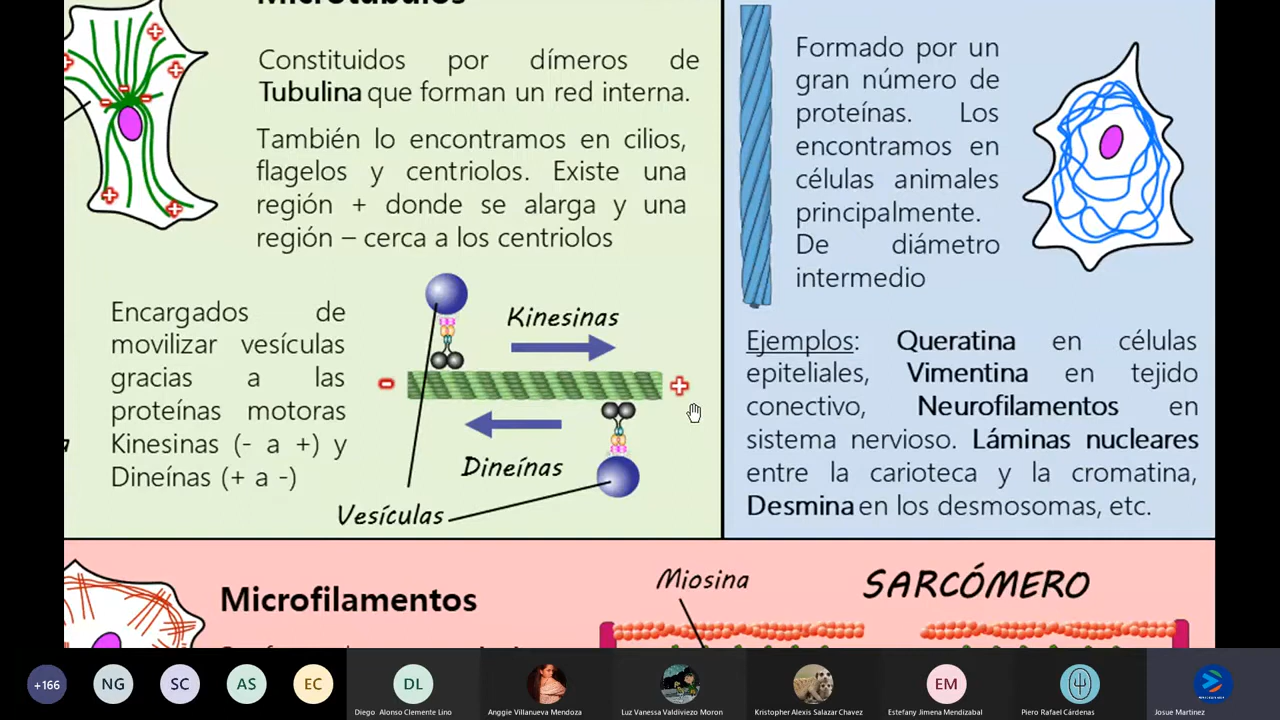 Microtúbulos
Constituidos por dímeros de
Tubulina que forman un red interna.
También lo encontramos en cilios,
flagelos y centriolos. Existe una
región + donde se alarga y una
región – cerca a los centriolos
Encargados de
movilizar vesículas
gracias a las
proteínas motoras
Kinesinas (- a +) y
Dineínas (+ a -)
Kinesinas
- +
Dineínas
Vesículas
Formado por un
gran número de
proteínas. Los
encontramos en
células animales
principalmente.
De diámetro
intermedio
Ejemplos: Queratina en células
epiteliales, Vimentina en tejido
conectivo, Neurofilamentos en
sistema nervioso. Láminas nucleares
entre la carioteca y la cromatina,
Desmina en los desmosomas, etc.
Microfilamentos
Miosina
SARCÓMERO
+166
NG
SC
AS
EC
DL
EM
Diego Alonso Clemente Lino
Anggie Villanueva Mendoza
Luz Vanessa Valdiviezo Moron
Kristopher Alexis Salazar Chavez
Estefany Jimena Mendizabal
Piero Rafael Cárdenas
Josue Martinez